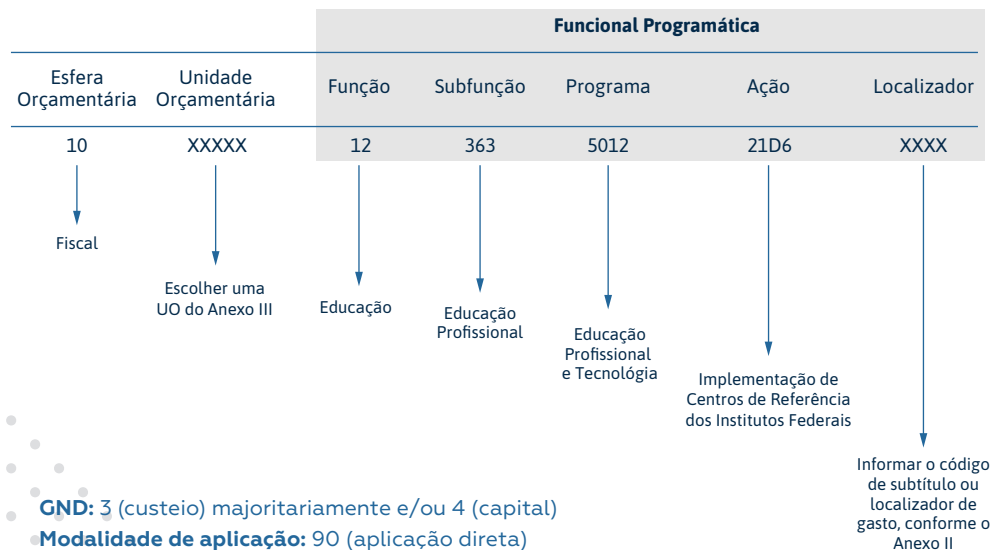 Funcional Programática
Esfera Orçamentária
Unidade Orçamentária
Função
Subfunção
Programa
Ação
Localizador
10
XXXXX
12
363
5012
21D6
XXXX
Fiscal
Escolher uma
UO do Anexo III
Educação
Educação
Profissional
Educação
Profissional
e Tecnológia
Implementação de
Centros de Referência
dos Institutos Federais
Informar o código
de subtítulo ou
localizador de
gasto, conforme o
Anexo II
GND: 3 (custeio) majoritariamente e/ou 4 (capital)
Modalidade de aplicação: 90 (aplicação direta)